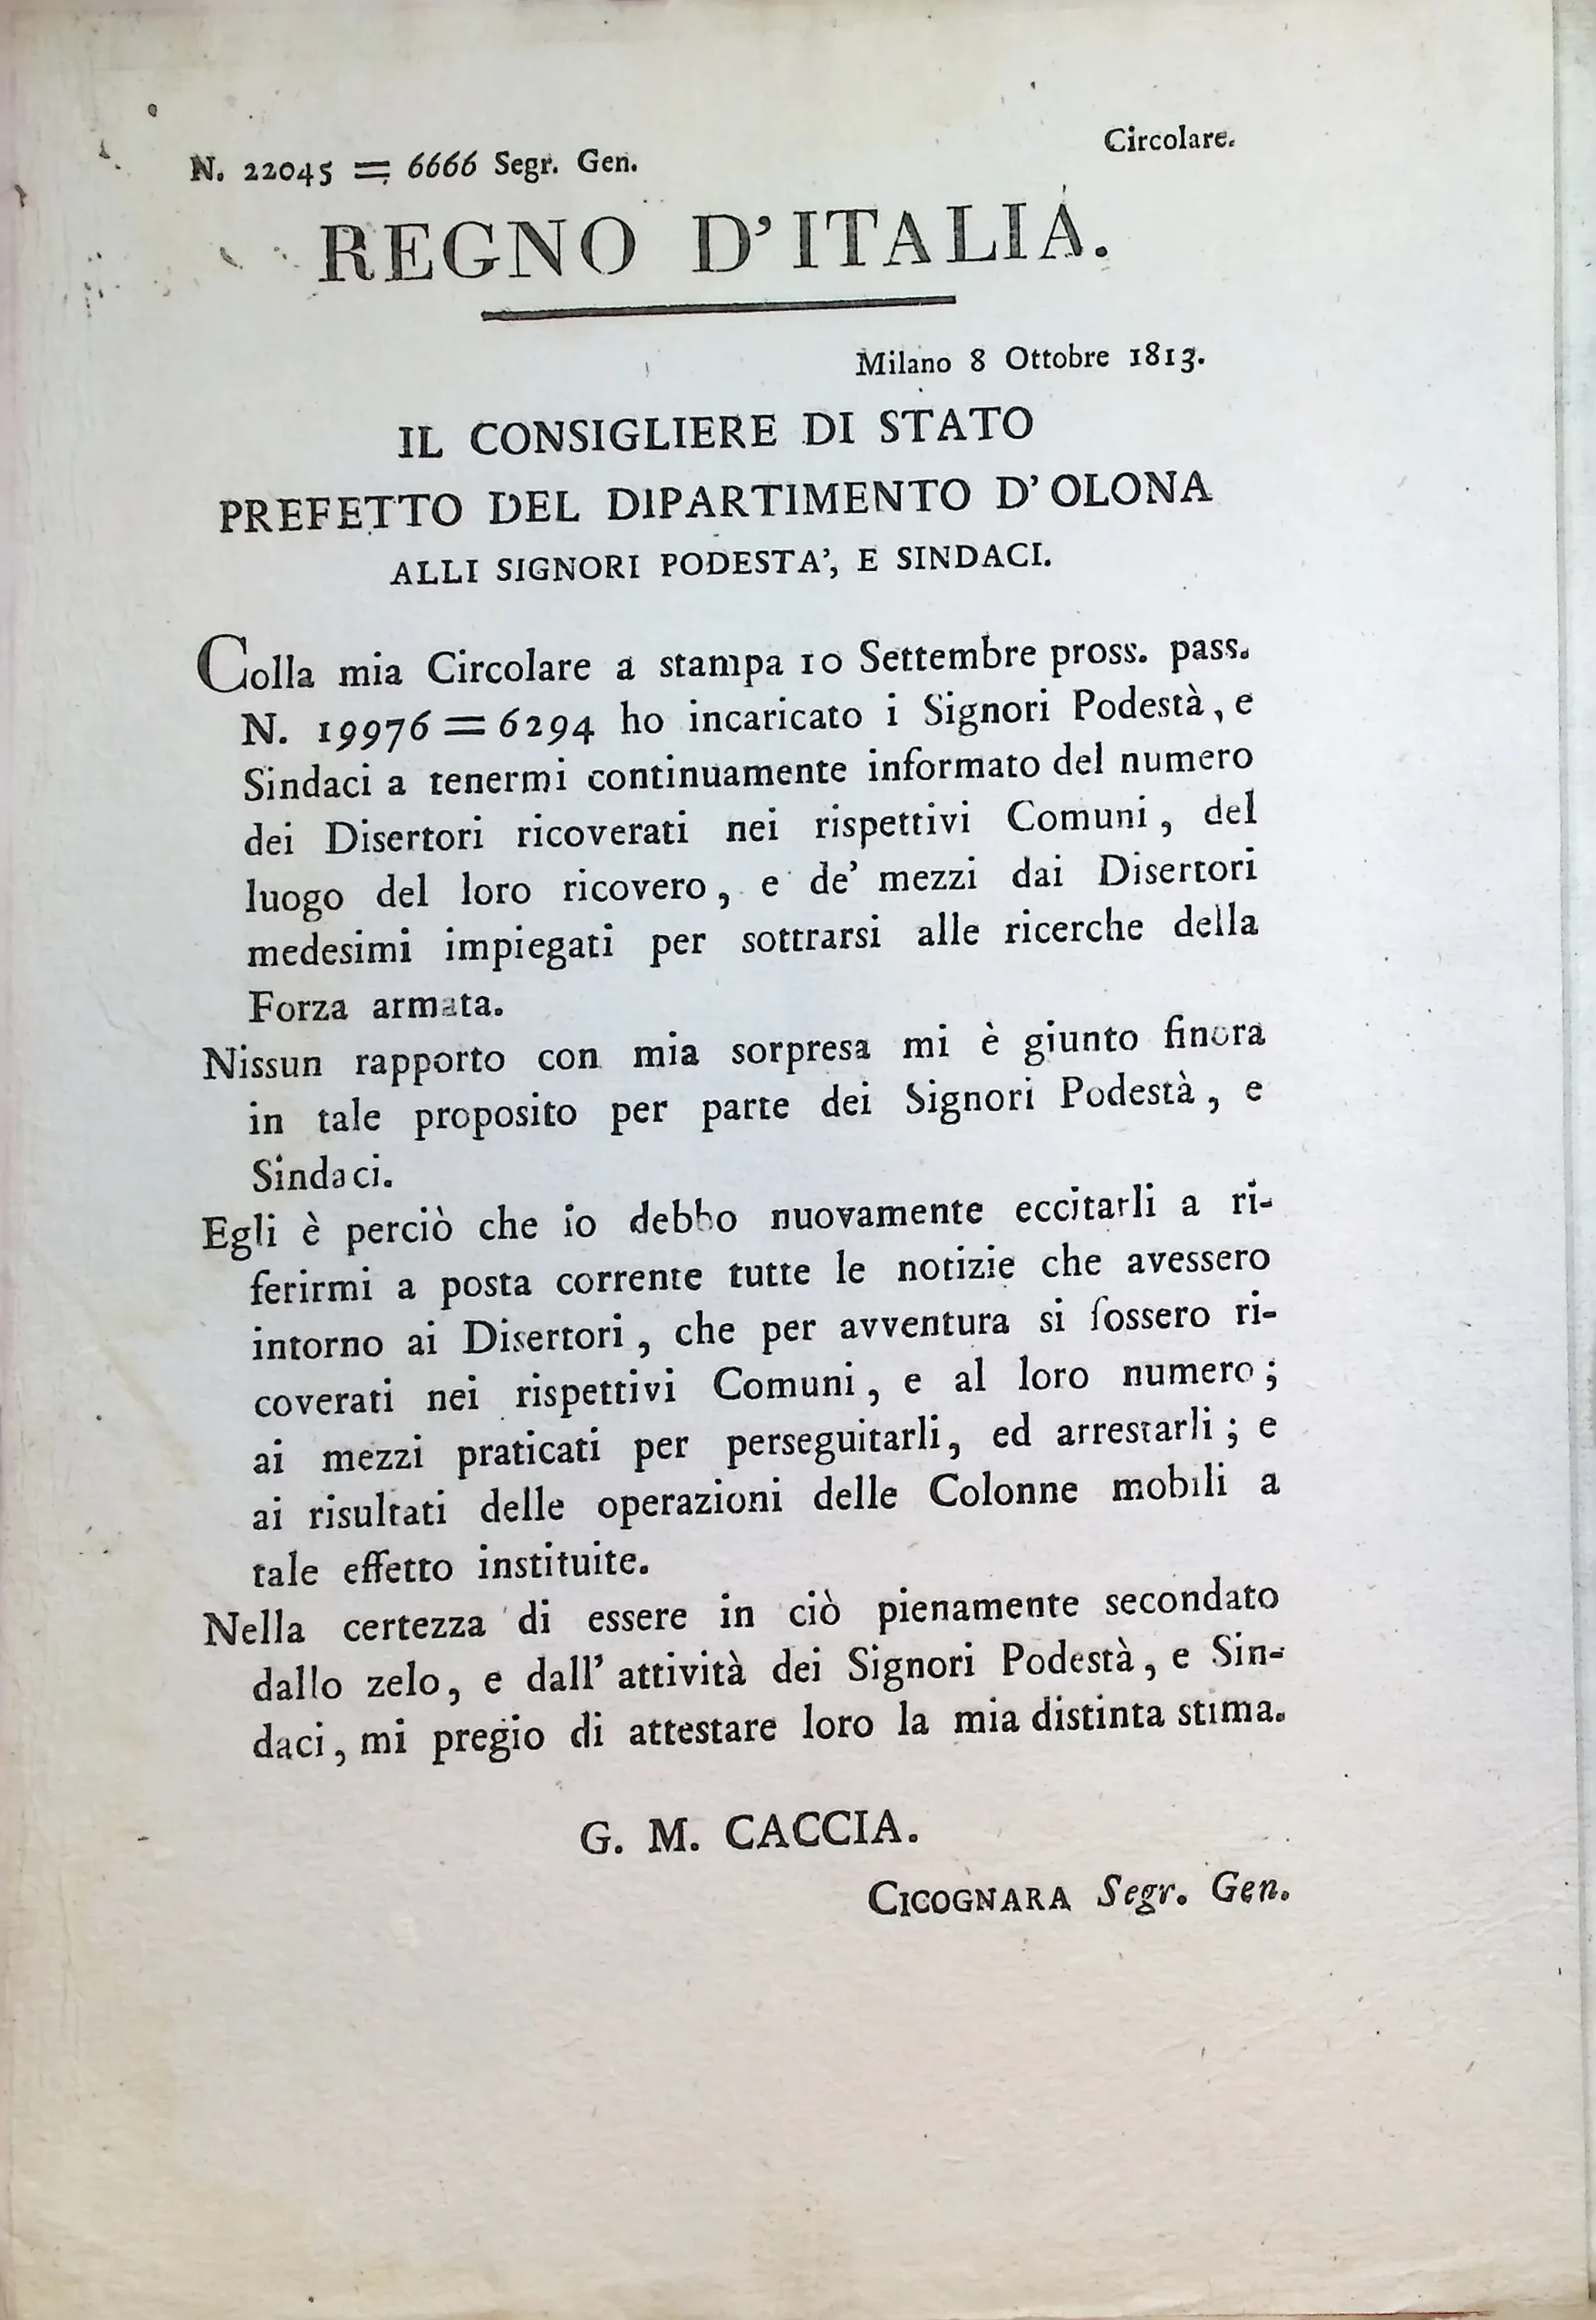 Circolare.
N. 22045 = 6666 Segr. Gen.
REGNO D'ITALIA.
Milano 8 Ottobre 1813.
IL CONSIGLIERE DI STATO
PREFETTO DEL DIPARTIMENTO D'OLONA
ALLI SIGNORI PODESTA', E SINDACI.
Colla mia Circolare a stampa 10 Settembre pross. pass.
N. 19976 = 6294 ho incaricato i Signori Podestà, e
Sindaci a tenermi continuamente informato del numero
dei Disertori ricoverati nei rispettivi Comuni, del
luogo del loro ricovero, e de' mezzi dai Disertori
medesimi impiegati per sottrarsi alle ricerche della
Forza armata.
Nissun rapporto con mia sorpresa mi è giunto finora
in tale proposito per parte dei Signori Podestà, e
Sindaci.
Egli è perciò che io debbo nuovamente eccitarli a ri-
ferirmi a posta corrente tutte le notizie che avessero
intorno ai Disertori, che per avventura si fossero ri-
coverati nei rispettivi Comuni, e al loro numero;
ai mezzi praticati per perseguitarli, ed arrestarli; e
ai risultati delle operazioni delle Colonne mobili a
tale effetto instituite.
Nella certezza di essere in ciò pienamente secondato
dallo zelo, e dall' attività dei Signori Podestà, e Sin-
daci, mi pregio di attestare loro la mia distinta stima.
G. M. CACCIA.
CICOGNARA Segr. Gen.